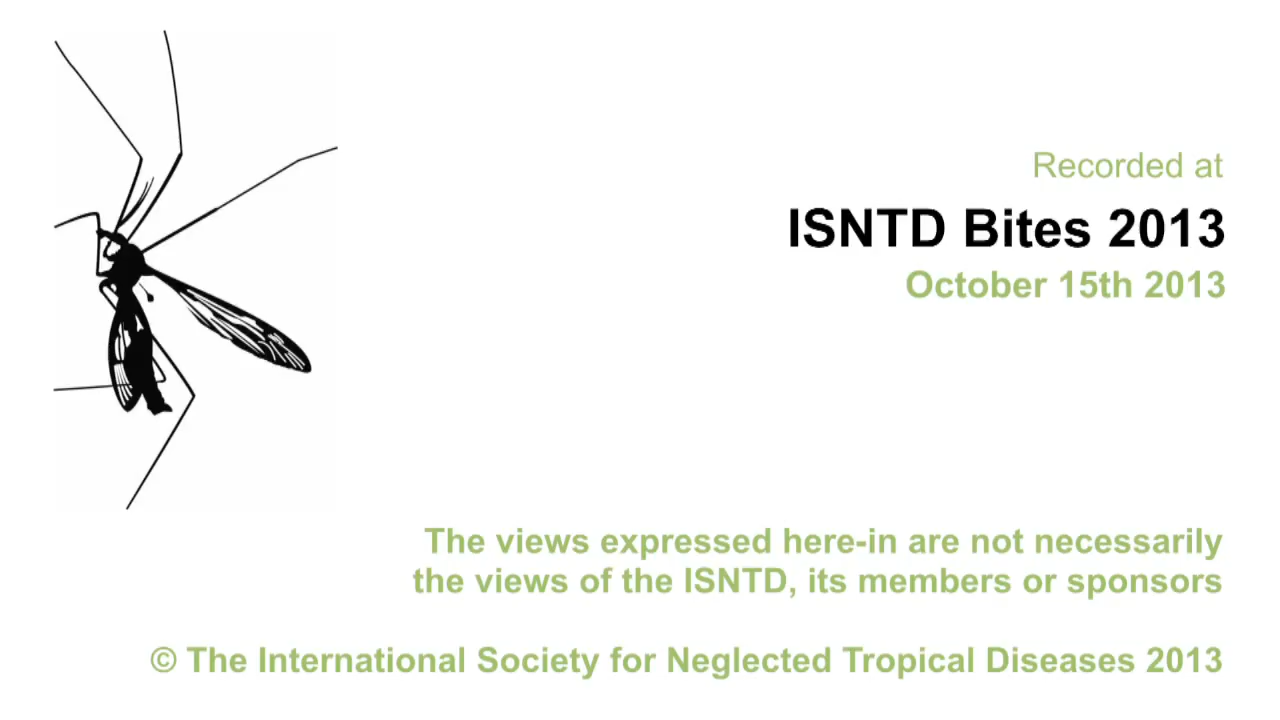 Recorded at
ISNTD Bites 2013
October 15th 2013
The views expressed here-in are not necessarily
the views of the ISNTD, its members or sponsors
© The International Society for Neglected Tropical Diseases 2013